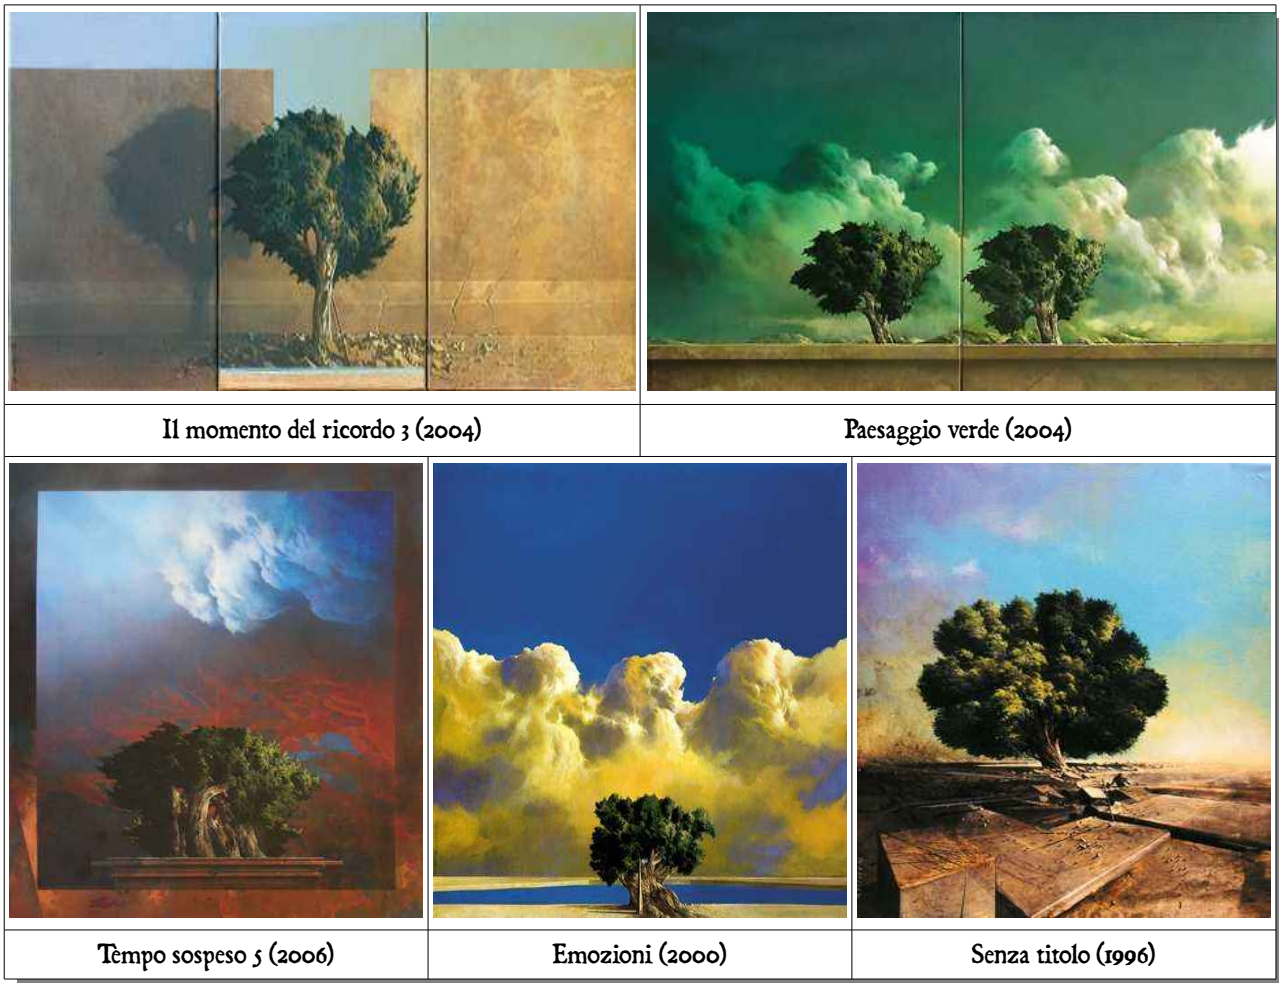 Il momento del ricordo 3 (2004)
Paesaggio verde (2004)
Tempo sospeso 5 (2006)
Emozioni (2000)
Senza titolo (1996)